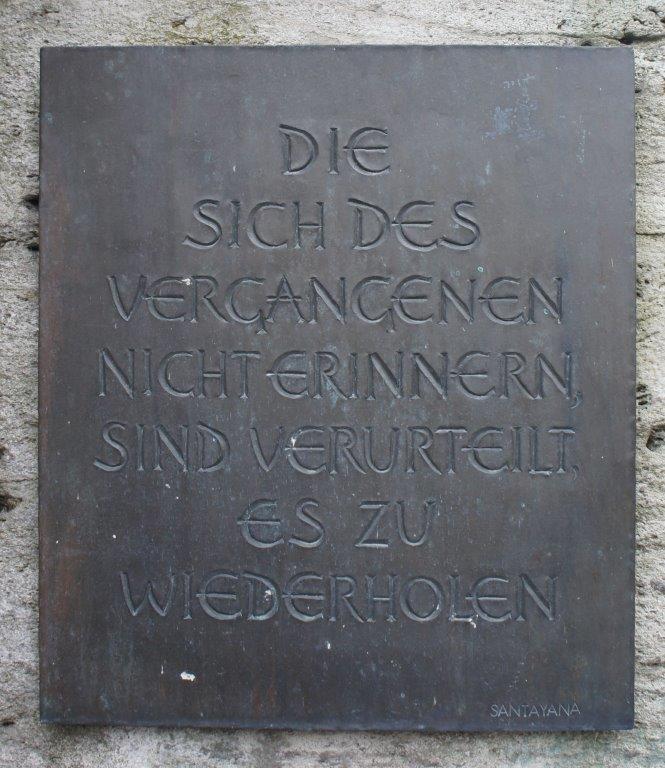 DIE
SICH DES
VERGANGENEN
NICHT ERINNERN,
SIND VERURTEILT,
ES ZU
WIEDERHOLEN
SANTAYANA